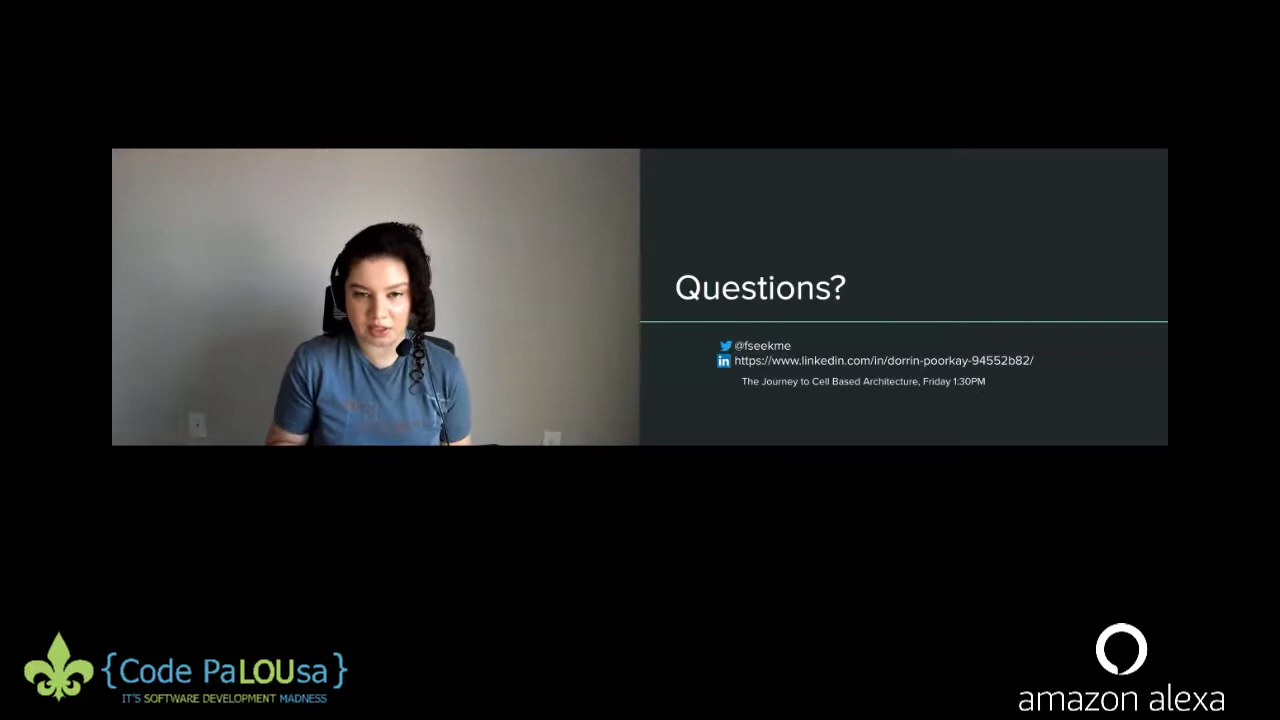 Questions?
@fseekme
in https://www.linkedin.com/in/dorrin-poorkay-94552b82/
The Journey to Cell Based Architecture, Friday 1:30PM
{Code PaLOUsa}
IT'S SOFTWARE DEVELOPMENT MADNESS
amazon alexa